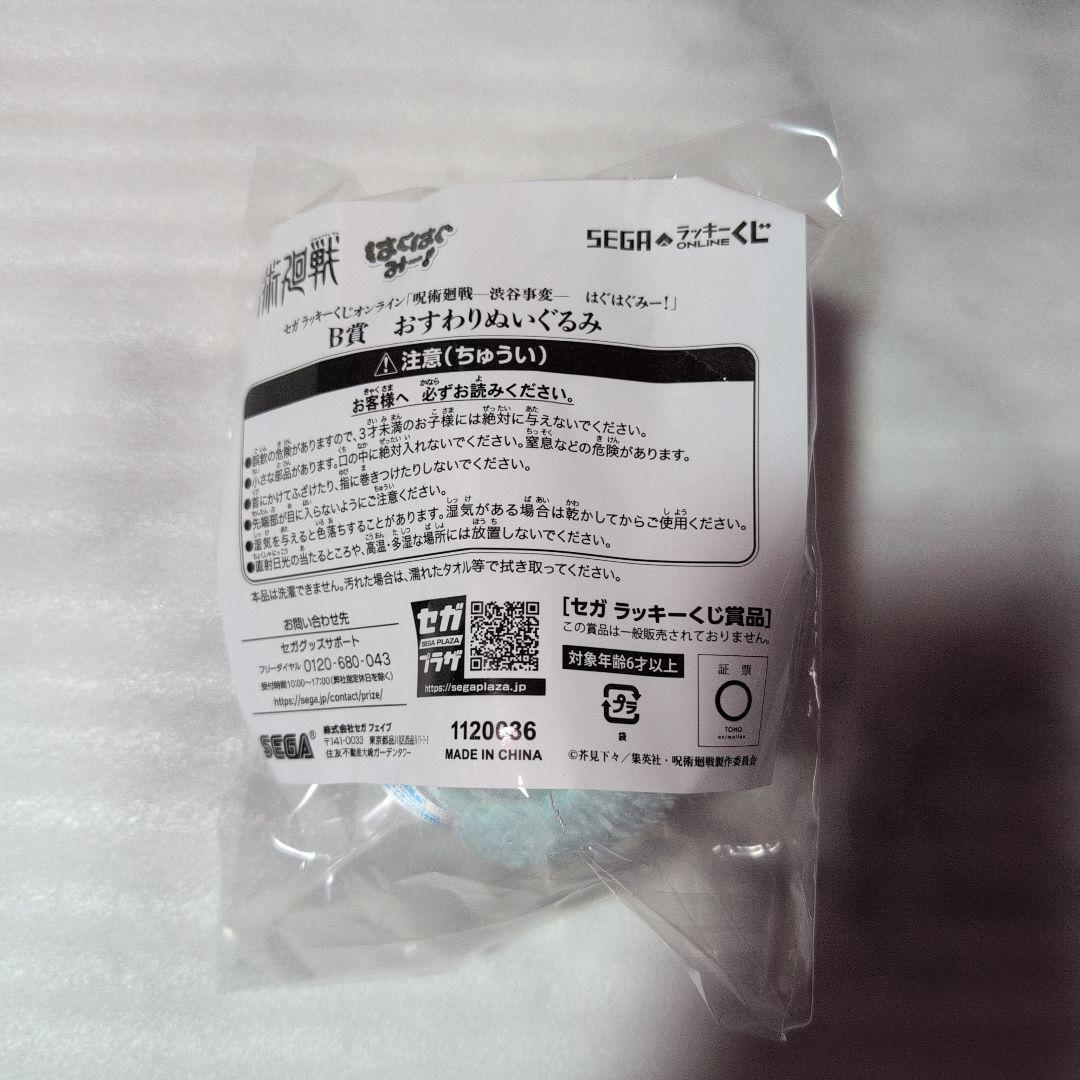 術廻戦
はぐはぐみー!
SEGA ラッキーくじ ONLINE
セガ ラッキーくじオンライン「呪術廻戦―渋谷事変― はぐはぐみー!」
B賞 おすわりぬいぐるみ
注意(ちゅうい)
お客様へ 必ずお読みください。
●誤飲の危険がありますので、3才未満のお子様には絶対に与えないでください。
●小さな部品があります。口の中に絶対入れないでください。窒息などの危険があります。
●首にかけてふざけたり、指に巻きつけたりしないでください。
●先端部が目に入らないようにご注意ください。
●湿気を与えると色落ちすることがあります。湿気がある場合は乾かしてからご使用ください。
●直射日光の当たるところや、高温・多湿な場所には放置しないでください。
本品は洗濯できません。汚れた場合は、濡れたタオル等で拭き取ってください。
お問い合わせ先
セガグッズサポート
フリーダイヤル 0120-680-043
受付時間10:00~17:00(弊社指定休日を除く)
https://sega.jp/contact/prize/
セガ
SEGA PLAZA
プラザ
https://segaplaza.jp
[セガ ラッキーくじ賞品]
この賞品は一般販売されておりません。
対象年齢6才以上
プラ
袋
証票
TOHO
animation
SEGA®
株式会社セガ フェイブ
〒141-0033 東京都品川区西品川1-1-1
住友不動産大崎ガーデンタワー
1120036
MADE IN CHINA
©芥見下々/集英社・呪術廻戦製作委員会